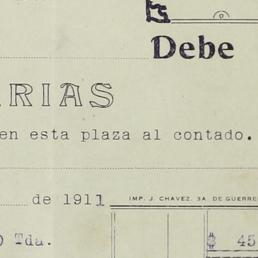 Debe
RIAS
en esta plaza al contado.
de 1911
IMP. J. CHAVEZ. 3A. DE GUERRE
Tda. $ 45